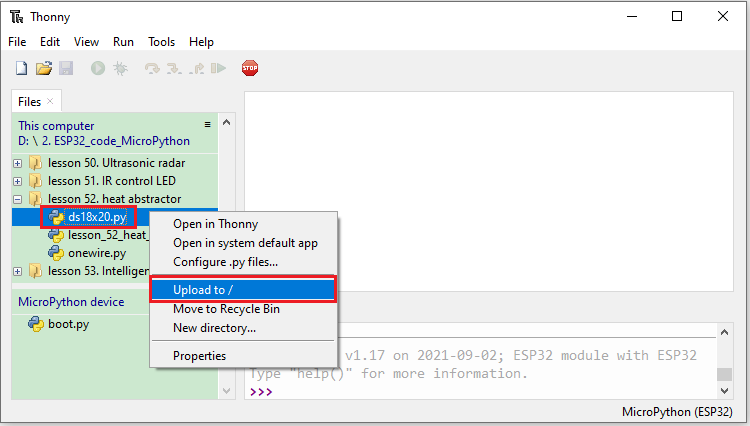 Thonny
File Edit View Run Tools Help
STOP
Files
This computer
D: \ 2. ESP32_code_MicroPython
lesson 50. Ultrasonic radar
lesson 51. IR control LED
lesson 52. heat abstractor
ds18x20.py
lesson_52_heat_
onewire.py
lesson 53. Intelligen
Open in Thonny
Open in system default app
Configure .py files...
Upload to /
Move to Recycle Bin
New directory...
Properties
MicroPython device
boot.py
v1.17 on 2021-09-02; ESP32 module with ESP32
Type "help()" for more information.
>>>
MicroPython (ESP32)